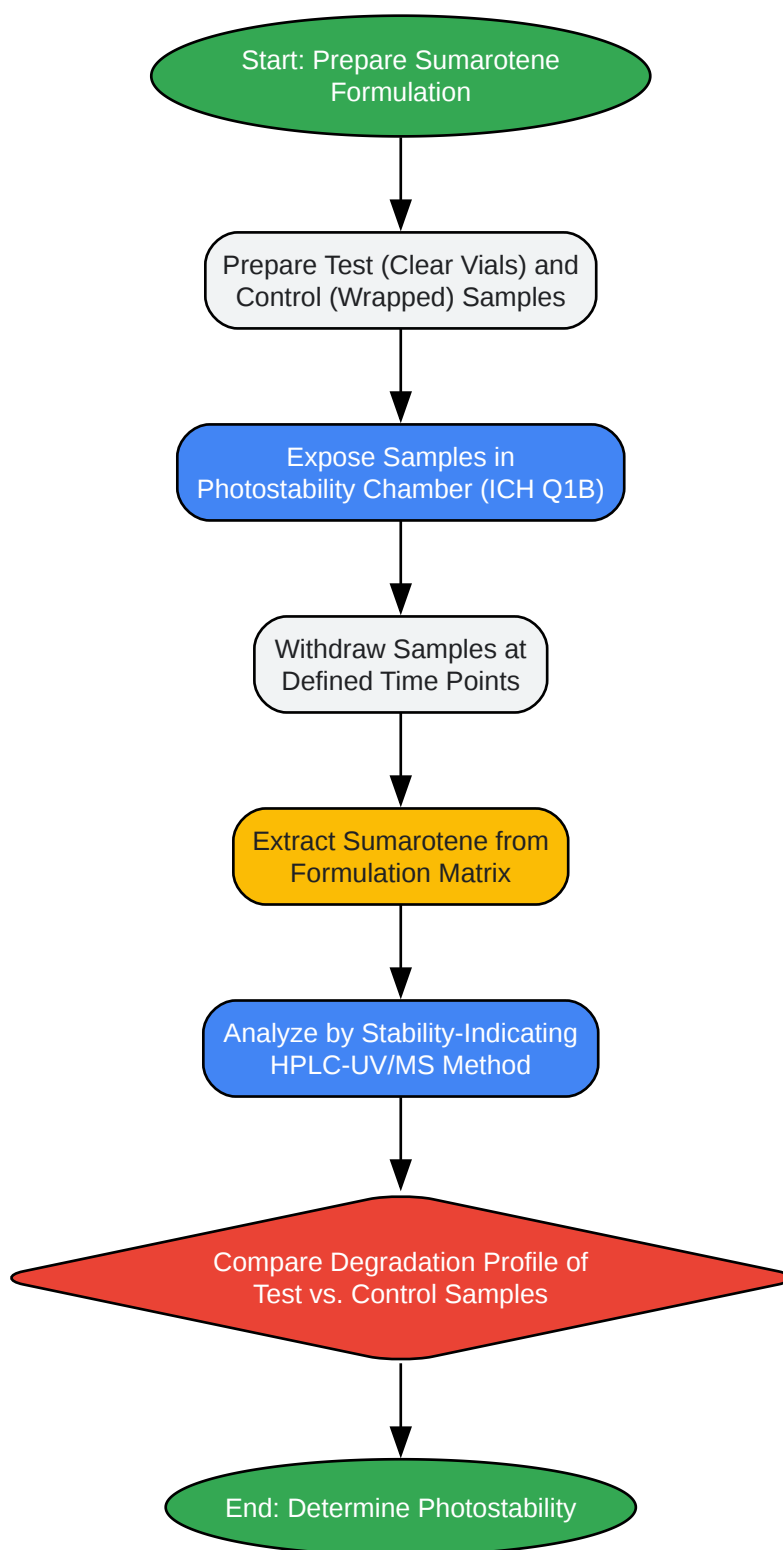 Start: Prepare Sumarotene
Formulation
Prepare Test (Clear Vials) and
Control (Wrapped) Samples
Expose Samples in
Photostability Chamber (ICH Q1B)
Withdraw Samples at
Defined Time Points
Extract Sumarotene from
Formulation Matrix
Analyze by Stability-Indicating
HPLC-UV/MS Method
Compare Degradation Profile of
Test vs. Control Samples
End: Determine Photostability